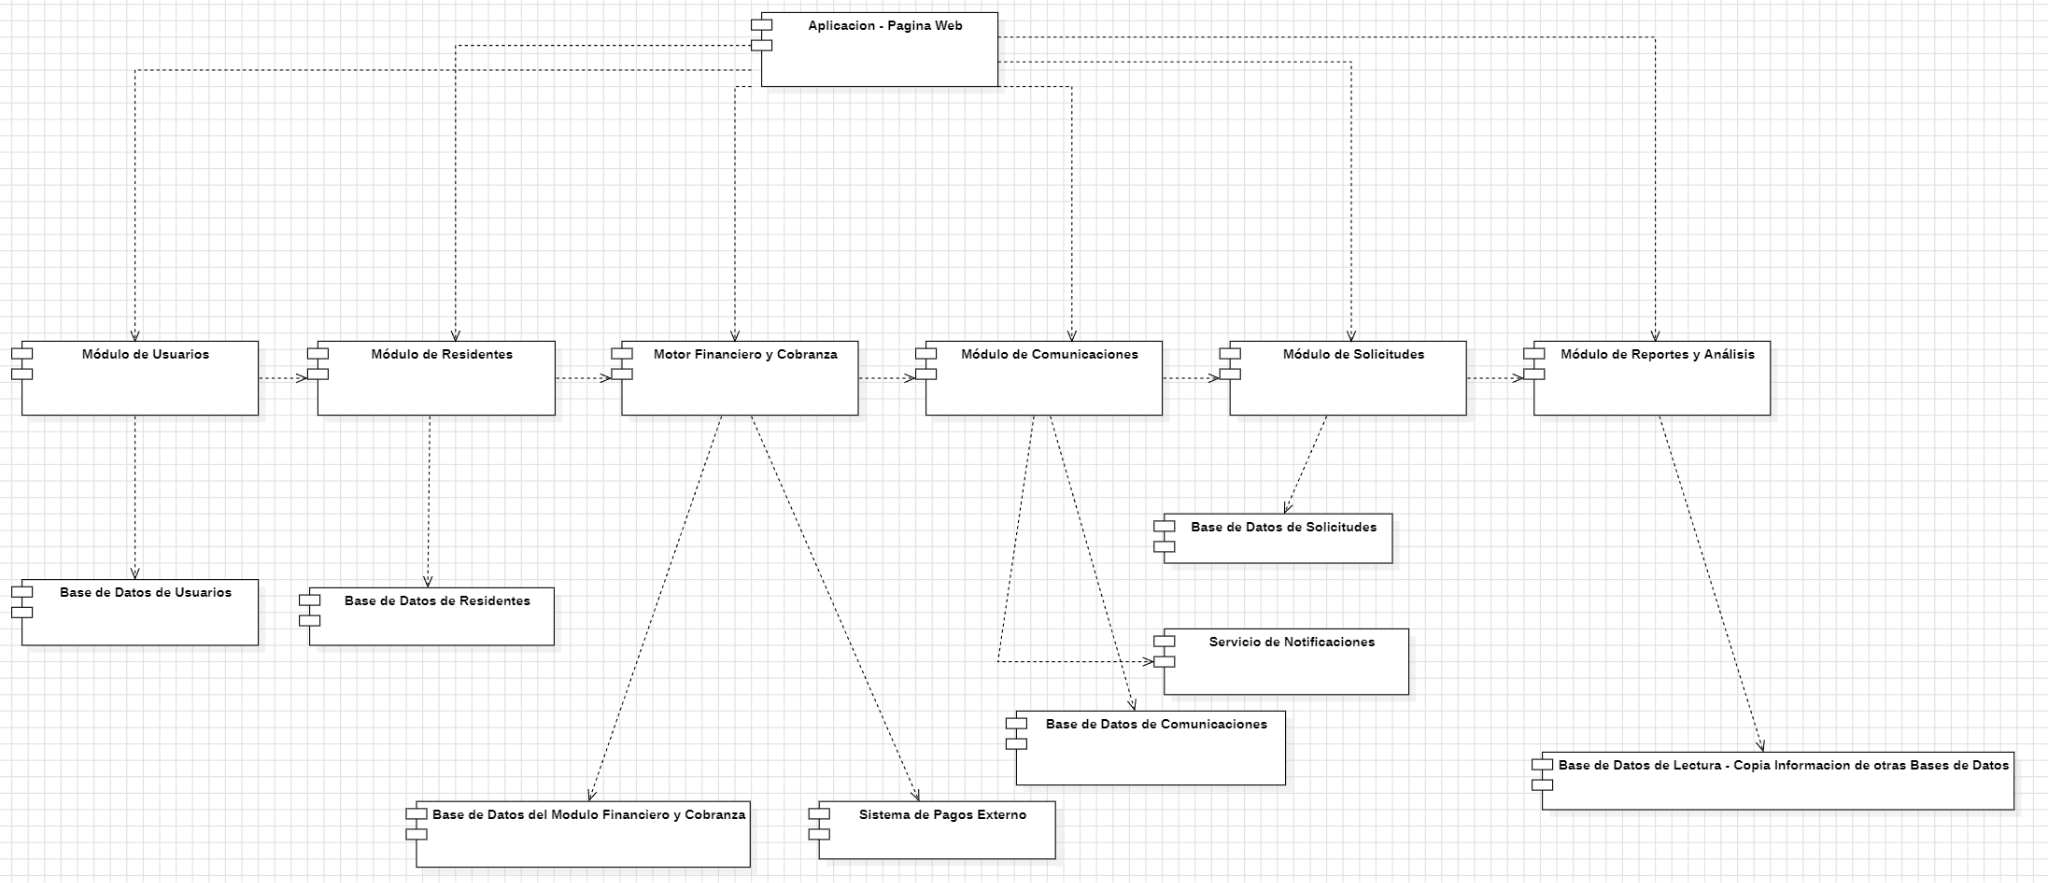 Aplicacion - Pagina Web
Módulo de Usuarios
Módulo de Residentes
Motor Financiero y Cobranza
Módulo de Comunicaciones
Módulo de Solicitudes
Módulo de Reportes y Análisis
Base de Datos de Solicitudes
Base de Datos de Usuarios
Base de Datos de Residentes
Servicio de Notificaciones
Base de Datos de Comunicaciones
Base de Datos de Lectura - Copia Informacion de otras Bases de Datos
Base de Datos del Modulo Financiero y Cobranza
Sistema de Pagos Externo